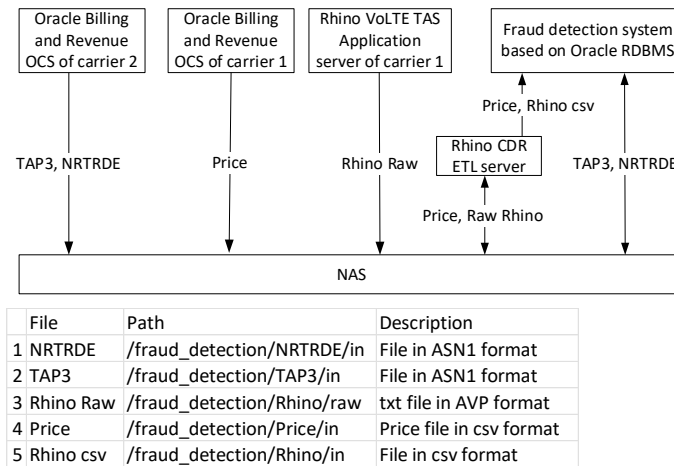 Oracle Billing
and Revenue
OCS of carrier 2
Oracle Billing
and Revenue
OCS of carrier 1
Rhino VoLTE TAS
Application
server of carrier 1
Fraud detection system
based on Oracle RDBMS
Price, Rhino csv
Rhino CDR
ETL server
TAP3, NRTRDE
Price
Rhino Raw
TAP3, NRTRDE
Price, Raw Rhino
NAS
File Path Description
1 NRTRDE /fraud_detection/NRTRDE/in File in ASN1 format
2 TAP3 /fraud_detection/TAP3/in File in ASN1 format
3 Rhino Raw /fraud_detection/Rhino/raw txt file in AVP format
4 Price /fraud_detection/Price/in Price file in csv format
5 Rhino csv /fraud_detection/Rhino/in File in csv format